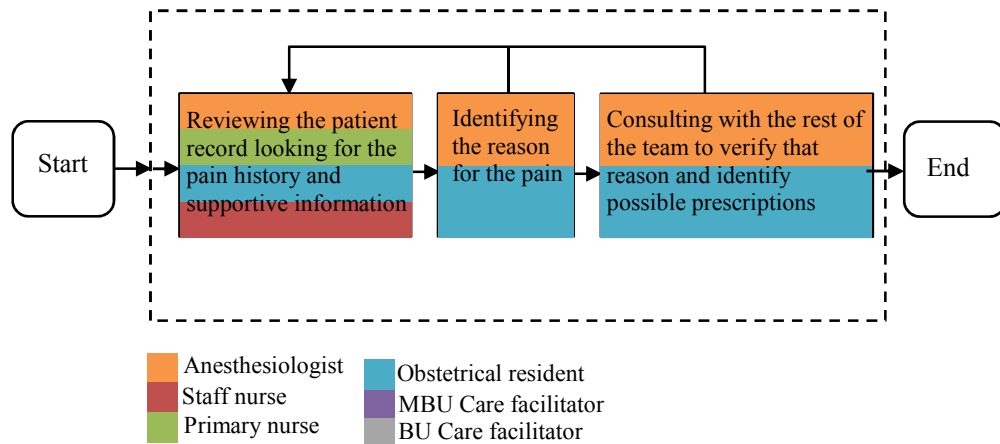 Start
Reviewing the patient
record looking for the
pain history and
supportive information
Identifying
the reason
for the pain
Consulting with the rest of
the team to verify that
reason and identify
possible prescriptions
End
Anesthesiologist
Staff nurse
Primary nurse
Obstetrical resident
MBU Care facilitator
BU Care facilitator